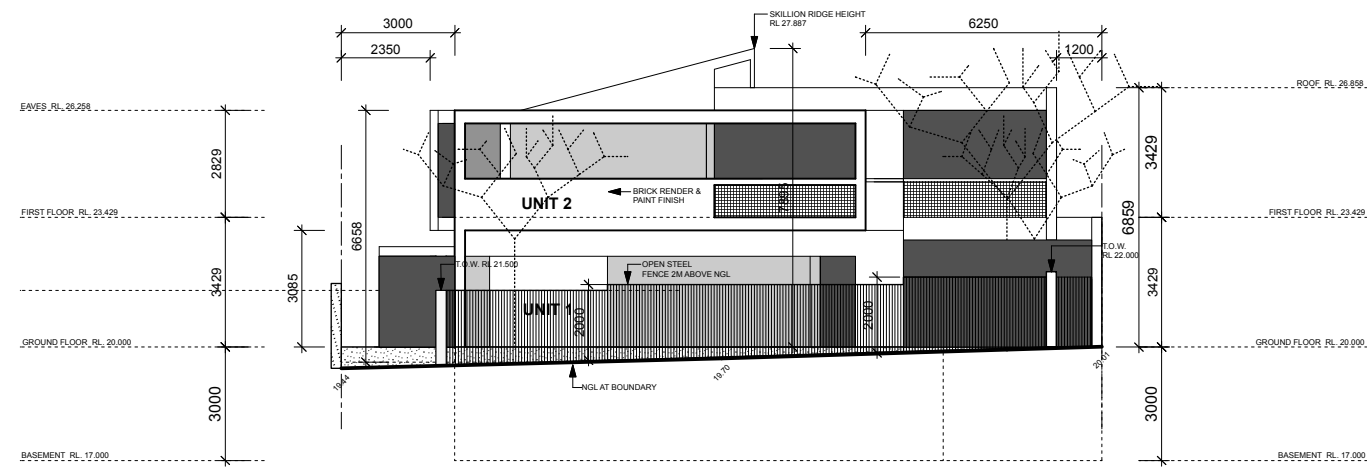 3000
SKILLION RIDGE HEIGHT
RL 27.887
6250
2350
1200
EAVES RL. 26.258
ROOF RL. 26.858
2829
3429
BRICK RENDER &
PAINT FINISH
UNIT 2
FIRST FLOOR RL. 23.429
FIRST FLOOR RL. 23.429
6658
6859
T.O.W. RL 21.500
OPEN STEEL
FENCE 2M ABOVE NGL
T.O.W.
RL 22.000
3429
3085
3429
UNIT 1
2000
2000
GROUND FLOOR RL. 20.000
GROUND FLOOR RL. 20.000
19.44
19.70
20.01
NGL AT BOUNDARY
3000
3000
BASEMENT RL. 17.000
BASEMENT RL. 17.000